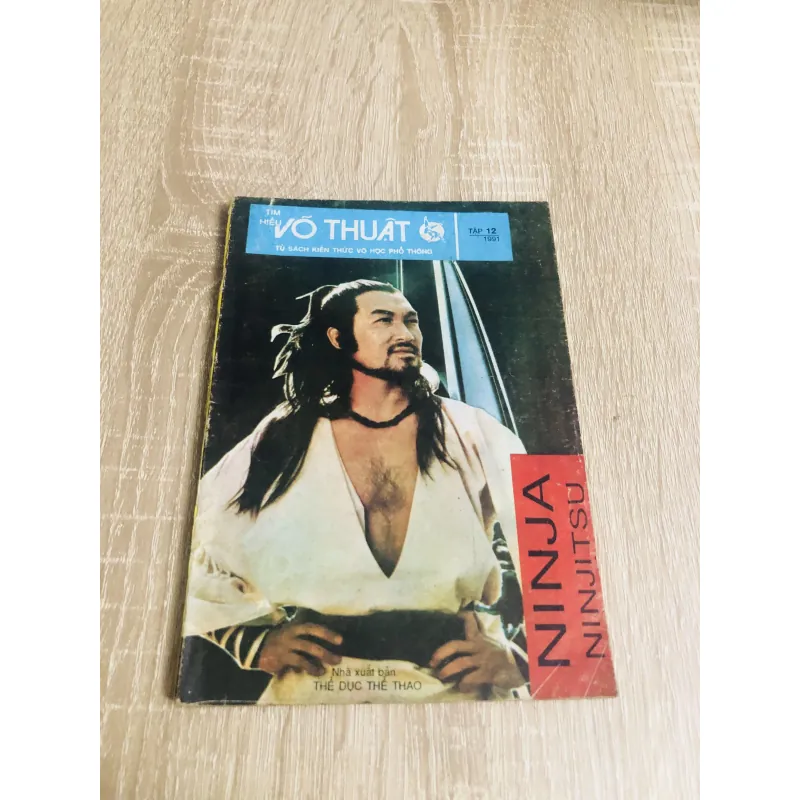 TÌM
HIỂU
VÕ THUẬT
TỦ SÁCH KIẾN THỨC VÕ HỌC PHỔ THÔNG
TẬP 12
1991
NINJA
NINJITSU
Nhà xuất bản
THỂ DỤC THỂ THAO